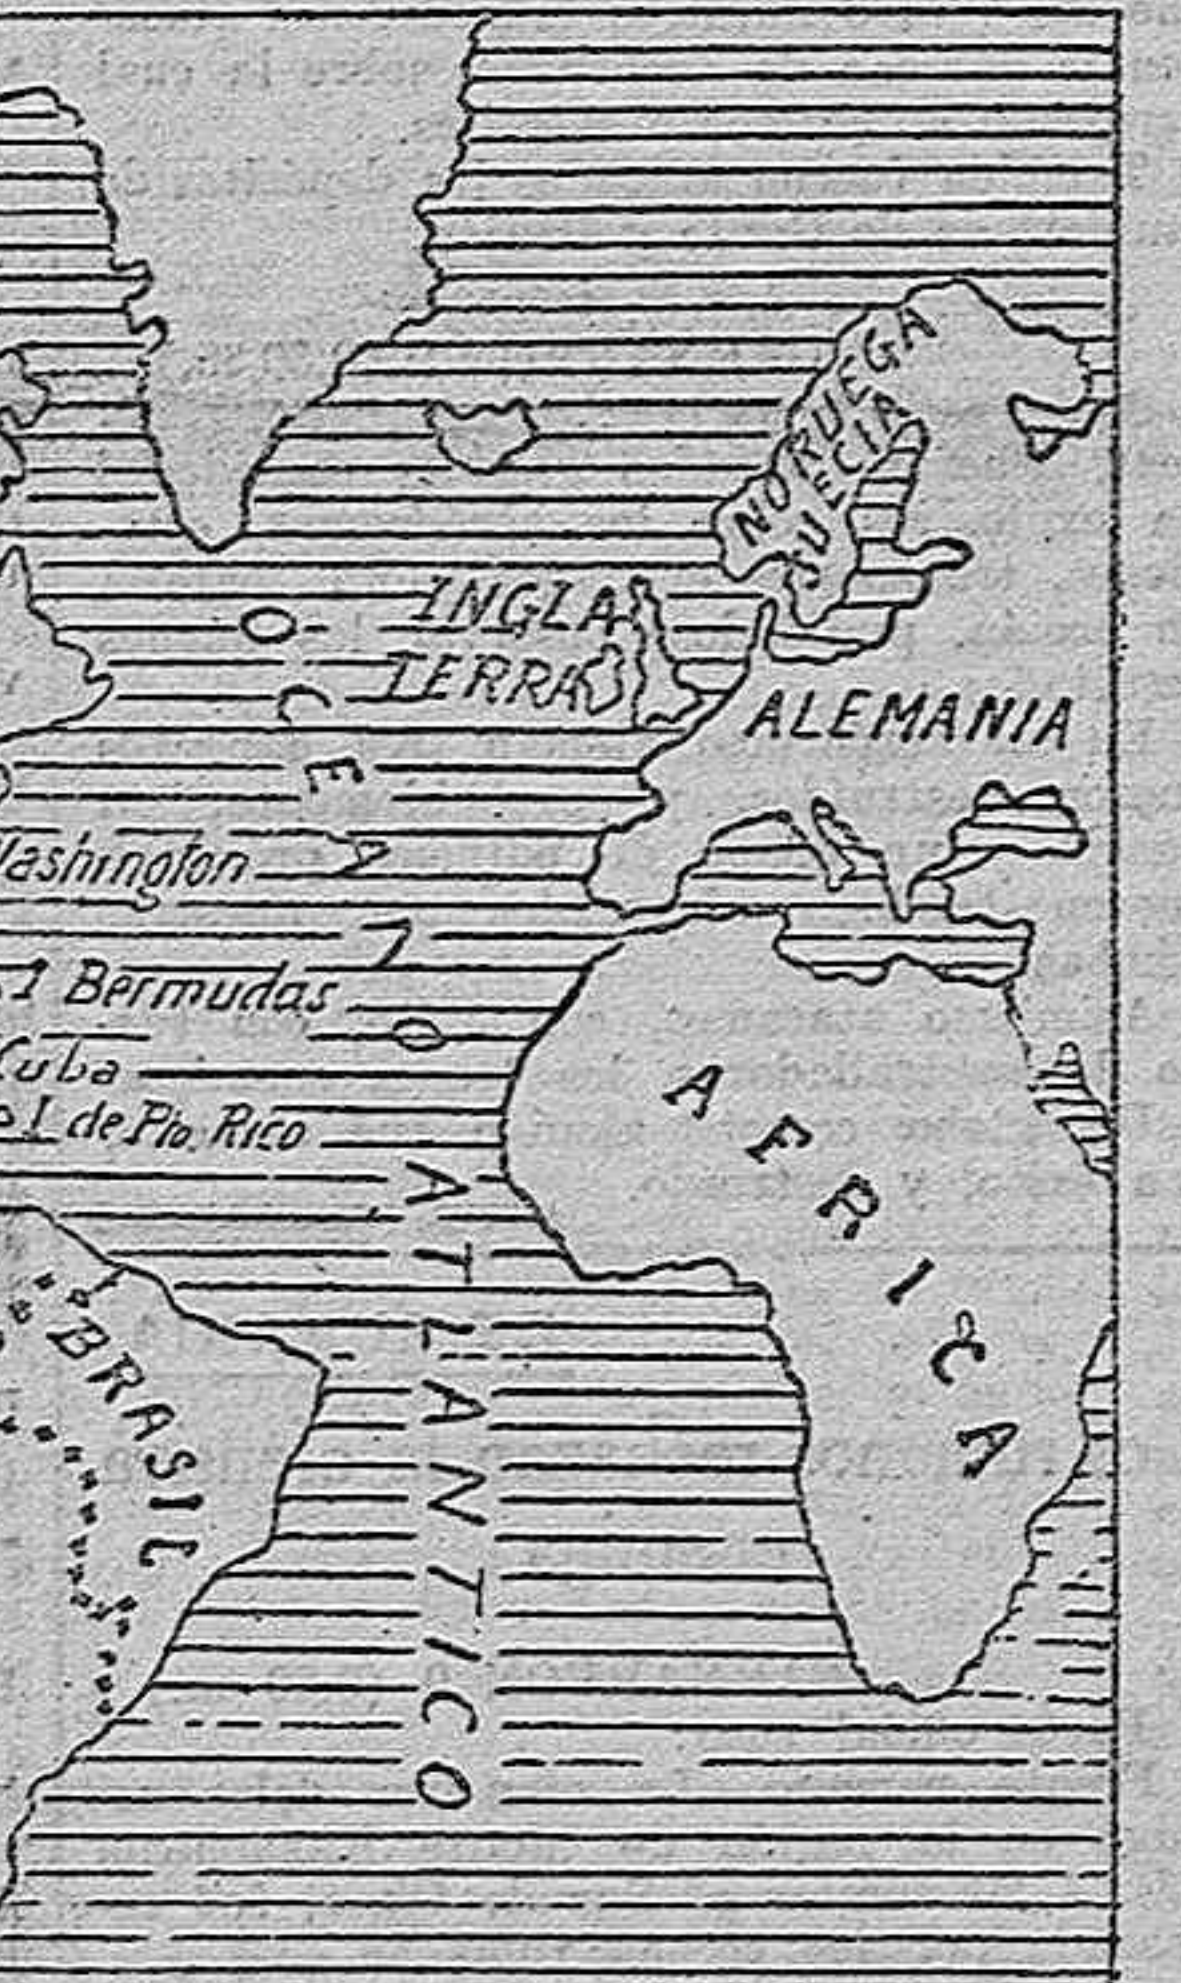 NORUEGA
SUECIA
INGLA
TERRA
ALEMANIA
OCEANO ATLANTICO
Washington
I Bermudas
Cuba
I de Pto. Rico
AFRICA
BRASIL